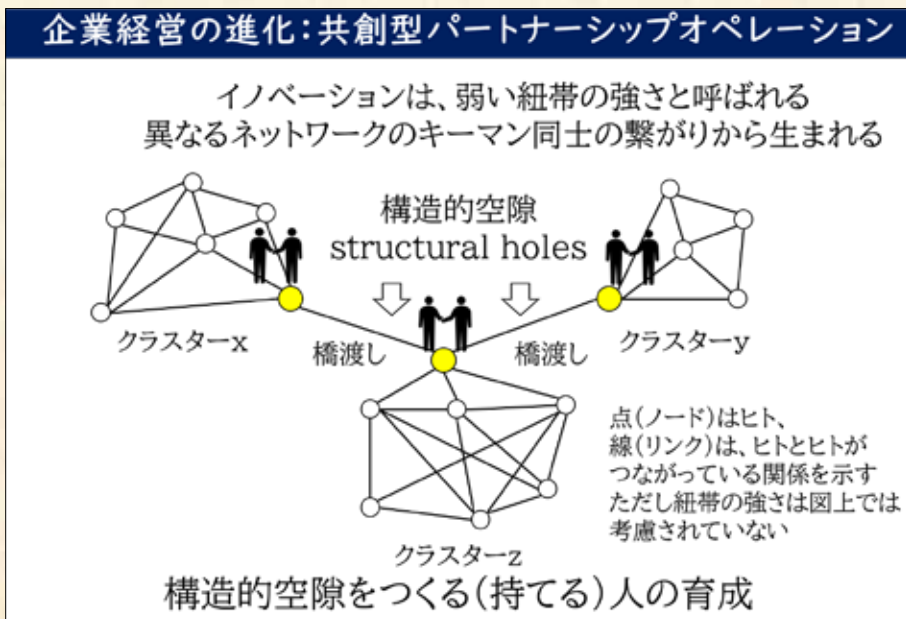 企業経営の進化:共創型パートナーシップオペレーション
イノベーションは、弱い紐帯の強さと呼ばれる
異なるネットワークのキーマン同士の繋がりから生まれる
構造的空隙
structural holes
クラスターx
橋渡し
橋渡し
クラスターy
点(ノード)はヒト、
線(リンク)は、ヒトとヒトが
つながっている関係を示す
ただし紐帯の強さは図上では
考慮されていない
クラスターz
構造的空隙をつくる(持てる)人の育成